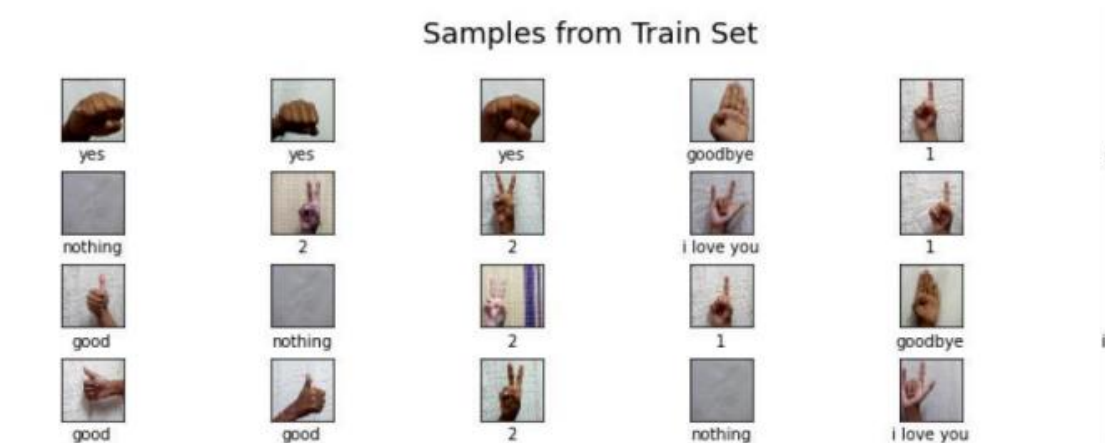 Samples from Train Set
yes yes yes goodbye 1
nothing 2 2 i love you 1
good nothing 2 1 goodbye
good good 2 nothing i love you